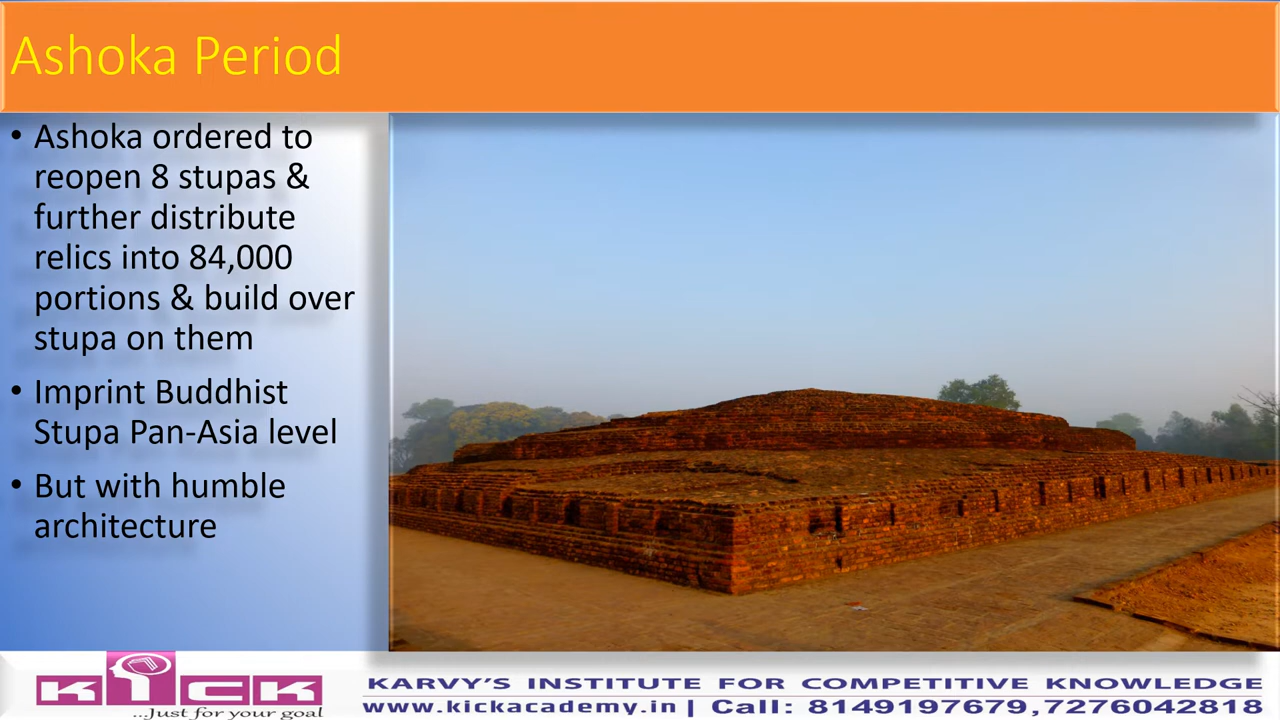 Ashoka Period
• Ashoka ordered to
reopen 8 stupas &
further distribute
relics into 84,000
portions & build over
stupa on them
• Imprint Buddhist
Stupa Pan-Asia level
• But with humble
architecture
KICK
...Just for your goal
KARVY'S INSTITUTE FOR COMPETITIVE KNOWLEDGE
www.kickacademy.in | Call: 8149197679,7276042818